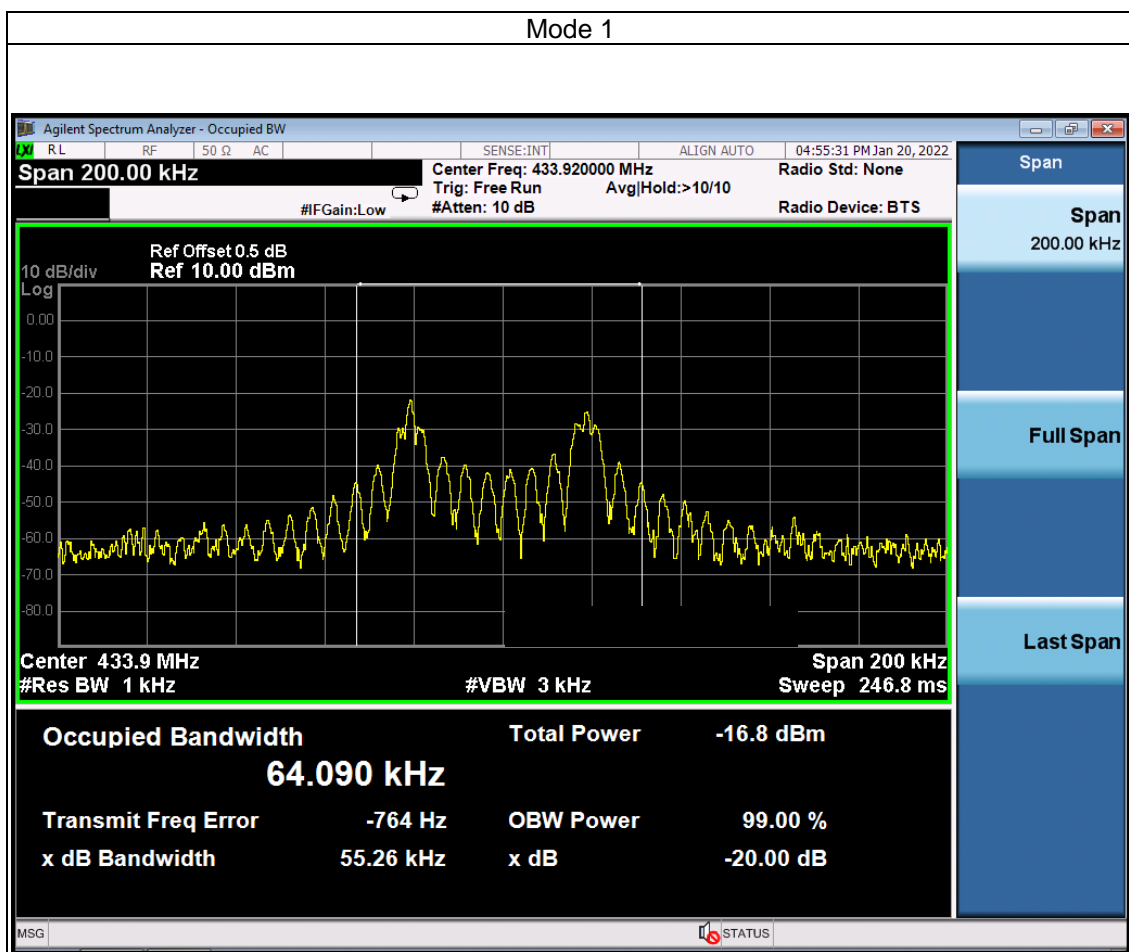 Mode 1
Agilent Spectrum Analyzer - Occupied BW
LXI RL RF 50 Ω AC SENSE:INT ALIGN AUTO 04:55:31 PM Jan 20, 2022
Span 200.00 kHz
Center Freq: 433.920000 MHz Radio Std: None
Trig: Free Run Avg|Hold:>10/10
#IFGain:Low #Atten: 10 dB Radio Device: BTS
Span
Span
200.00 kHz
Full Span
Last Span
Ref Offset 0.5 dB
10 dB/div Ref 10.00 dBm
Log
0.00
-10.0
-20.0
-30.0
-40.0
-50.0
-60.0
-70.0
-80.0
Center 433.9 MHz Span 200 kHz
#Res BW 1 kHz #VBW 3 kHz Sweep 246.8 ms
Occupied Bandwidth Total Power -16.8 dBm
64.090 kHz
Transmit Freq Error -764 Hz OBW Power 99.00 %
x dB Bandwidth 55.26 kHz x dB -20.00 dB
MSG STATUS